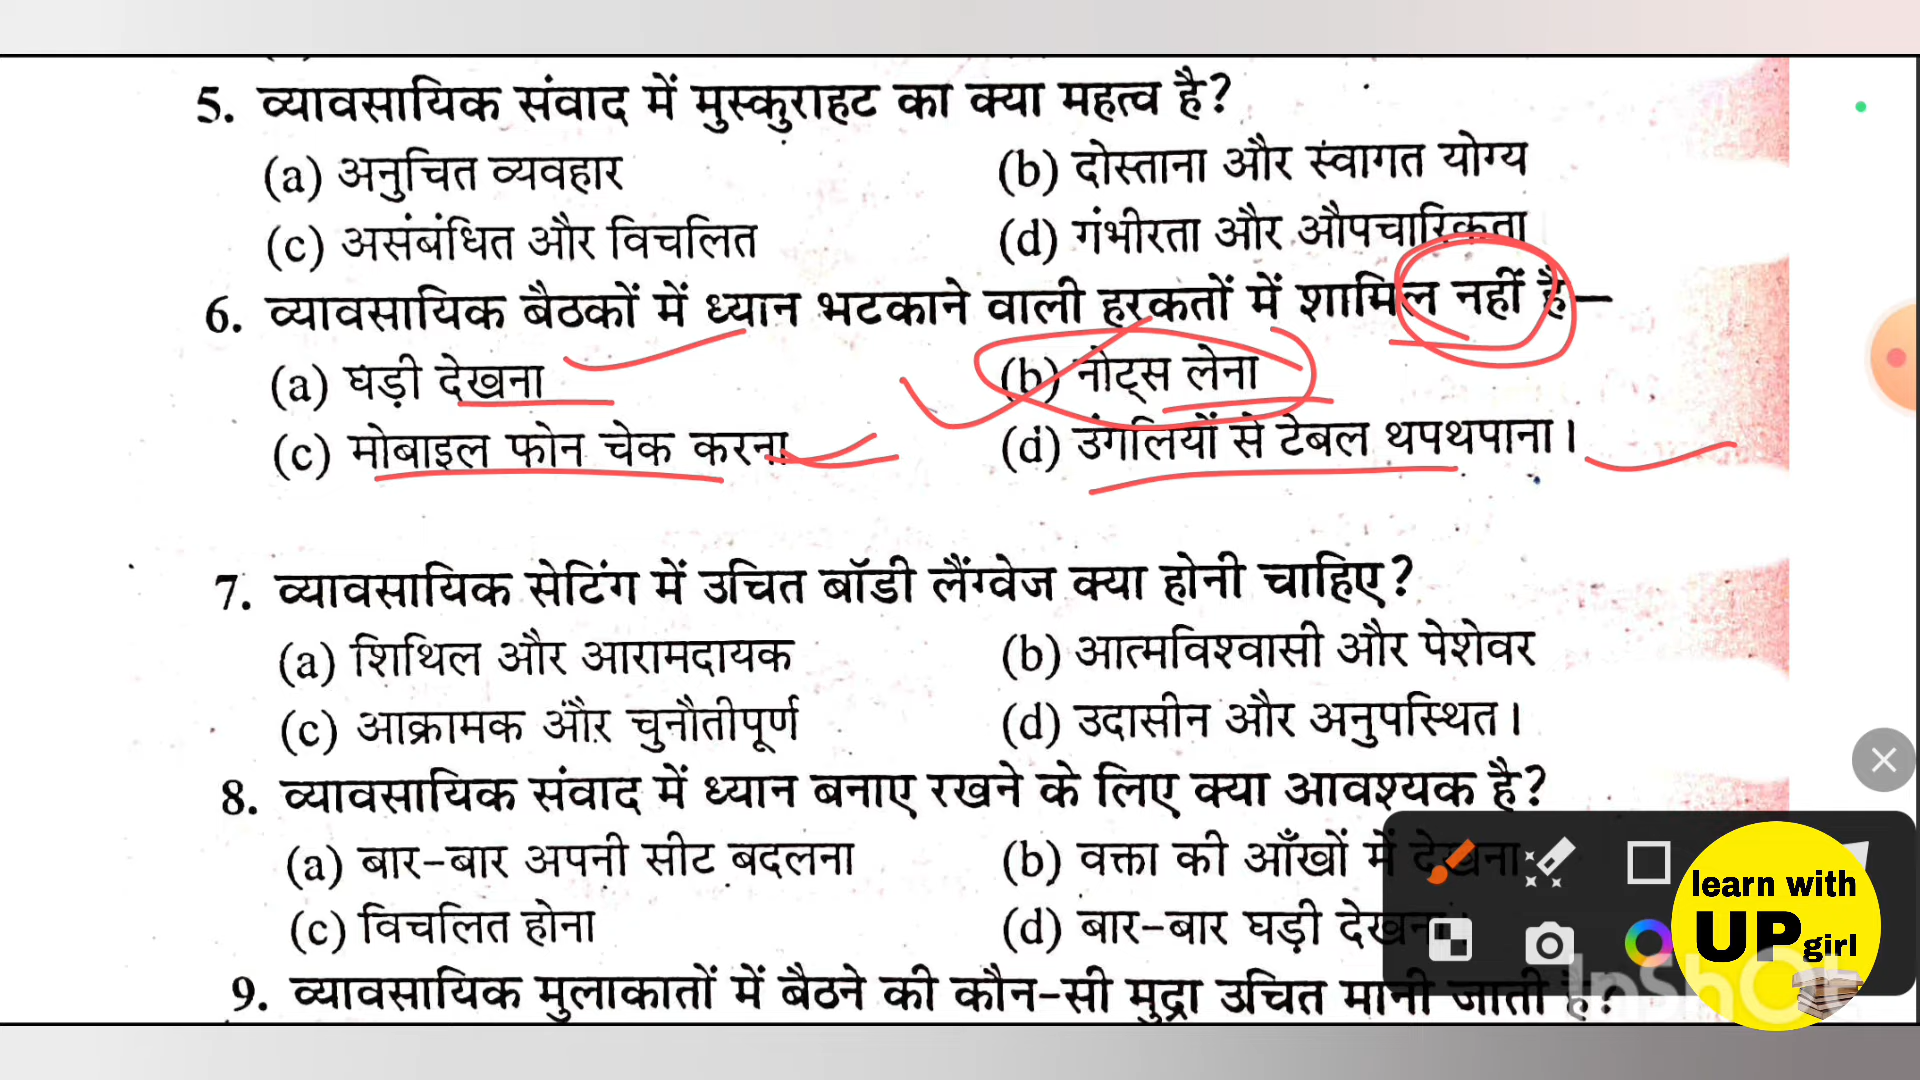 5. व्यावसायिक संवाद में मुस्कुराहट का क्या महत्व है?
(a) अनुचित व्यवहार (b) दोस्ताना और स्वागत योग्य
(c) असंबंधित और विचलित (d) गंभीरता और औपचारिकता
6. व्यावसायिक बैठकों में ध्यान भटकाने वाली हरकतों में शामिल नहीं है–
(a) घड़ी देखना (b) नोट्स लेना
(c) मोबाइल फोन चेक करना (d) उंगलियों से टेबल थपथपाना।
7. व्यावसायिक सेटिंग में उचित बॉडी लैंग्वेज क्या होनी चाहिए?
(a) शिथिल और आरामदायक (b) आत्मविश्वासी और पेशेवर
(c) आक्रामक और चुनौतीपूर्ण (d) उदासीन और अनुपस्थित।
8. व्यावसायिक संवाद में ध्यान बनाए रखने के लिए क्या आवश्यक है?
(a) बार-बार अपनी सीट बदलना (b) वक्ता की आँखों में देखना
(c) विचलित होना (d) बार-बार घड़ी देखना।
9. व्यावसायिक मुलाकातों में बैठने की कौन-सी मुद्रा उचित मानी जाती है?
learn with
UP girl
InShOt